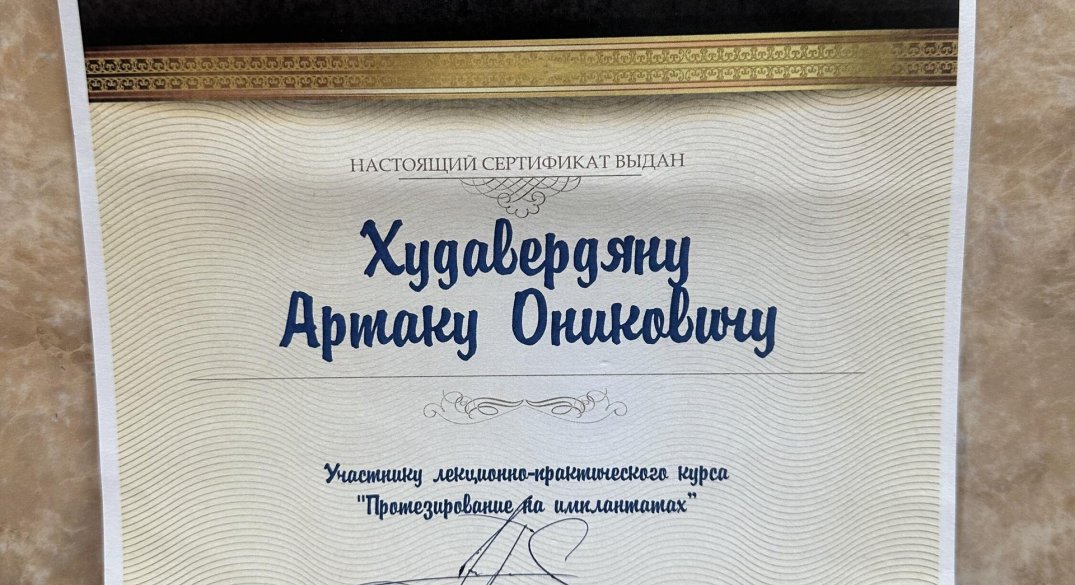 НАСТОЯЩИЙ СЕРТИФИКАТ ВЫДАН
Худавердяну
Артаку Ониковичу
Участнику лекционно-практического курса
"Протезирование на имплантатах"